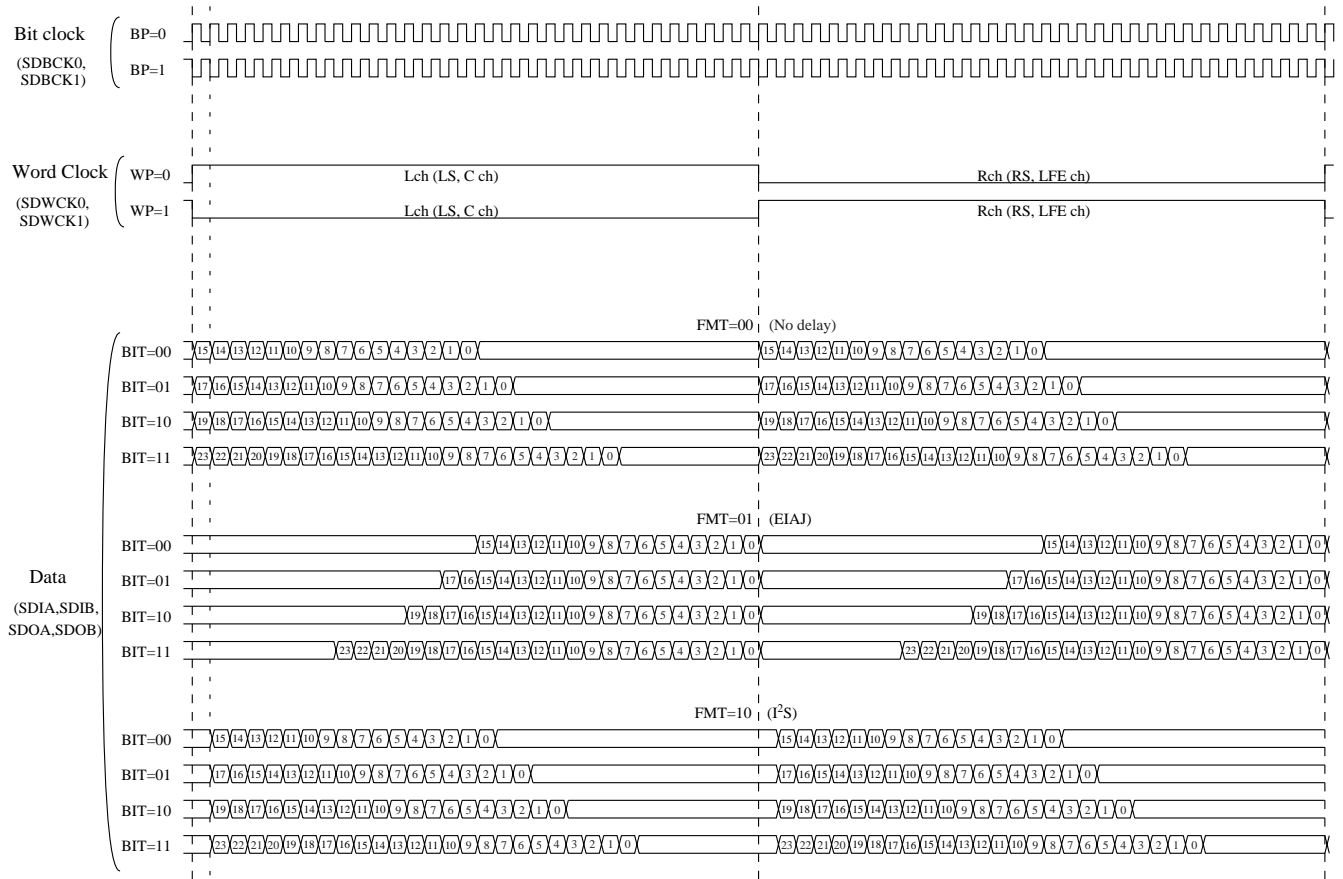 Bit clock
(SDBCK0,
SDBCK1)
BP=0
BP=1
Word Clock
(SDWCK0,
SDWCK1)
WP=0 Lch (LS, C ch) Rch (RS, LFE ch)
WP=1 Lch (LS, C ch) Rch (RS, LFE ch)
Data
(SDIA,SDIB,
SDOA,SDOB)
FMT=00 (No delay)
BIT=00 15 14 13 12 11 10 9 8 7 6 5 4 3 2 1 0 15 14 13 12 11 10 9 8 7 6 5 4 3 2 1 0
BIT=01 17 16 15 14 13 12 11 10 9 8 7 6 5 4 3 2 1 0 17 16 15 14 13 12 11 10 9 8 7 6 5 4 3 2 1 0
BIT=10 19 18 17 16 15 14 13 12 11 10 9 8 7 6 5 4 3 2 1 0 19 18 17 16 15 14 13 12 11 10 9 8 7 6 5 4 3 2 1 0
BIT=11 23 22 21 20 19 18 17 16 15 14 13 12 11 10 9 8 7 6 5 4 3 2 1 0 23 22 21 20 19 18 17 16 15 14 13 12 11 10 9 8 7 6 5 4 3 2 1 0
FMT=01 (EIAJ)
BIT=00 15 14 13 12 11 10 9 8 7 6 5 4 3 2 1 0 15 14 13 12 11 10 9 8 7 6 5 4 3 2 1 0
BIT=01 17 16 15 14 13 12 11 10 9 8 7 6 5 4 3 2 1 0 17 16 15 14 13 12 11 10 9 8 7 6 5 4 3 2 1 0
BIT=10 19 18 17 16 15 14 13 12 11 10 9 8 7 6 5 4 3 2 1 0 19 18 17 16 15 14 13 12 11 10 9 8 7 6 5 4 3 2 1 0
BIT=11 23 22 21 20 19 18 17 16 15 14 13 12 11 10 9 8 7 6 5 4 3 2 1 0 23 22 21 20 19 18 17 16 15 14 13 12 11 10 9 8 7 6 5 4 3 2 1 0
FMT=10 (I²S)
BIT=00 15 14 13 12 11 10 9 8 7 6 5 4 3 2 1 0 15 14 13 12 11 10 9 8 7 6 5 4 3 2 1 0
BIT=01 17 16 15 14 13 12 11 10 9 8 7 6 5 4 3 2 1 0 17 16 15 14 13 12 11 10 9 8 7 6 5 4 3 2 1 0
BIT=10 19 18 17 16 15 14 13 12 11 10 9 8 7 6 5 4 3 2 1 0 19 18 17 16 15 14 13 12 11 10 9 8 7 6 5 4 3 2 1 0
BIT=11 23 22 21 20 19 18 17 16 15 14 13 12 11 10 9 8 7 6 5 4 3 2 1 0 23 22 21 20 19 18 17 16 15 14 13 12 11 10 9 8 7 6 5 4 3 2 1 0